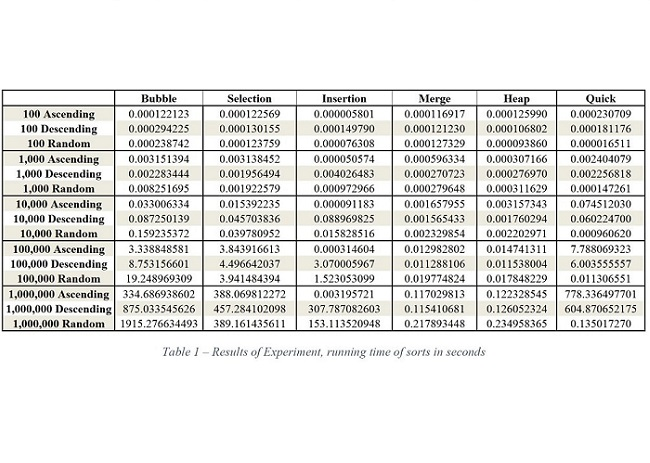 Bubble Selection Insertion Merge Heap Quick
100 Ascending 0.000122123 0.000122569 0.000005801 0.000116917 0.000125990 0.000230709
100 Descending 0.000294225 0.000130155 0.000149790 0.000121230 0.000106802 0.000181176
100 Random 0.000238742 0.000123759 0.000076308 0.000127329 0.000093860 0.000016511
1,000 Ascending 0.003151394 0.003138452 0.000050574 0.000596334 0.000307166 0.002404079
1,000 Descending 0.002283444 0.001956494 0.004026483 0.000270723 0.000276970 0.002256818
1,000 Random 0.008251695 0.001922579 0.000972966 0.000279648 0.000311629 0.000147261
10,000 Ascending 0.033006334 0.015392235 0.000091183 0.001657955 0.003157343 0.074512030
10,000 Descending 0.087250139 0.045703836 0.088969825 0.001565433 0.001760294 0.060224700
10,000 Random 0.159235372 0.039780952 0.015828516 0.002329854 0.002202971 0.000960620
100,000 Ascending 3.338848581 3.843916613 0.000314604 0.012982802 0.014741311 7.788069323
100,000 Descending 8.753156601 4.496642037 3.070005967 0.011288106 0.011538004 6.003555557
100,000 Random 19.248969309 3.941484394 1.523053099 0.019774824 0.017848229 0.011306551
1,000,000 Ascending 334.686938602 388.069812272 0.003195721 0.117029813 0.122328545 778.336497701
1,000,000 Descending 875.033545626 457.284102098 307.787082603 0.115410681 0.126052324 604.870652175
1,000,000 Random 1915.276634493 389.161435611 153.113520948 0.217893448 0.234958365 0.135017270
Table 1 – Results of Experiment, running time of sorts in seconds